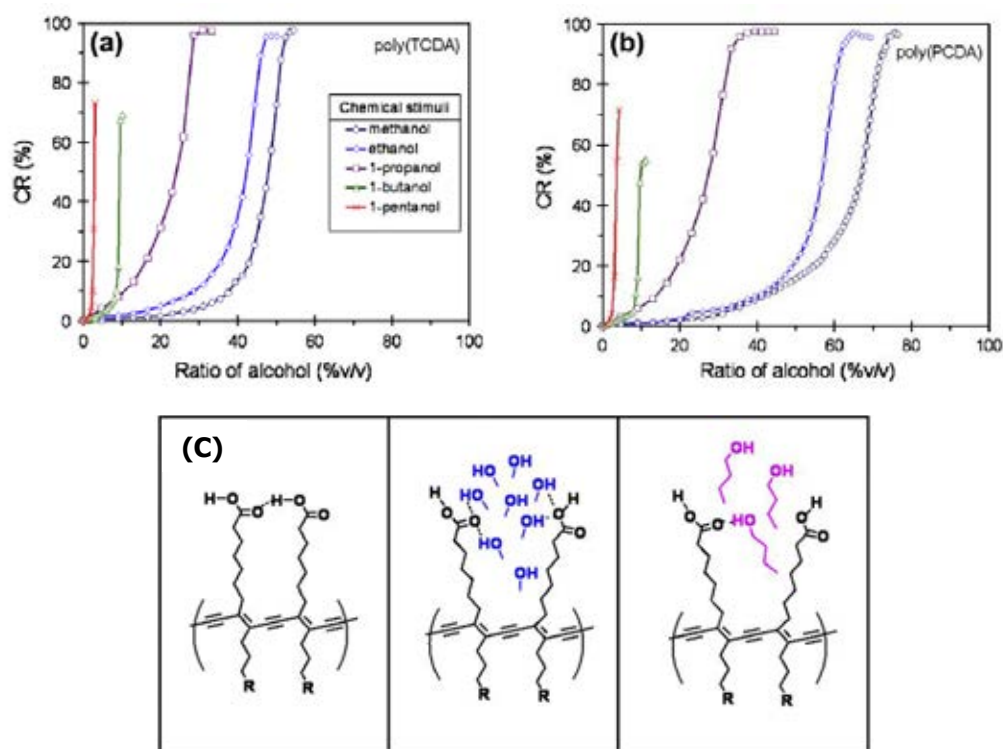 (a)
poly(TCDA)
CR (%)
100
80
60
40
20
0
0 20 40 60 80 100
Ratio of alcohol (%v/v)
Chemical stimuli
methanol
ethanol
1-propanol
1-butanol
1-pentanol
(b)
poly(PCDA)
CR (%)
100
80
60
40
20
0
0 20 40 60 80 100
Ratio of alcohol (%v/v)
(C)
H-O
O
H-O
O
R
R
H
O
O
OH
OH
HO
HO
OH
OH
OH
HO
OH
H
O
O
R
R
OH
OH
H
O
O
HO
H
O
O
R
R